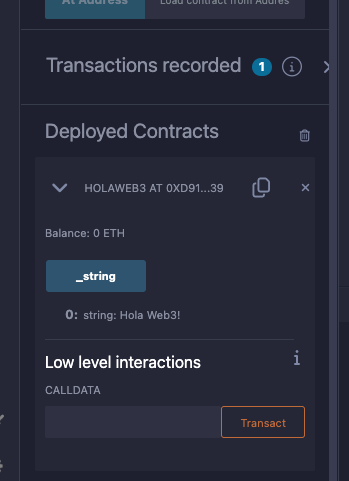 At Address
Load contract from Addres
Transactions recorded 1 i
Deployed Contracts
HOLAWEB3 AT 0XD91...39
Balance: 0 ETH
_string
0: string: Hola Web3!
Low level interactions i
CALLDATA
Transact